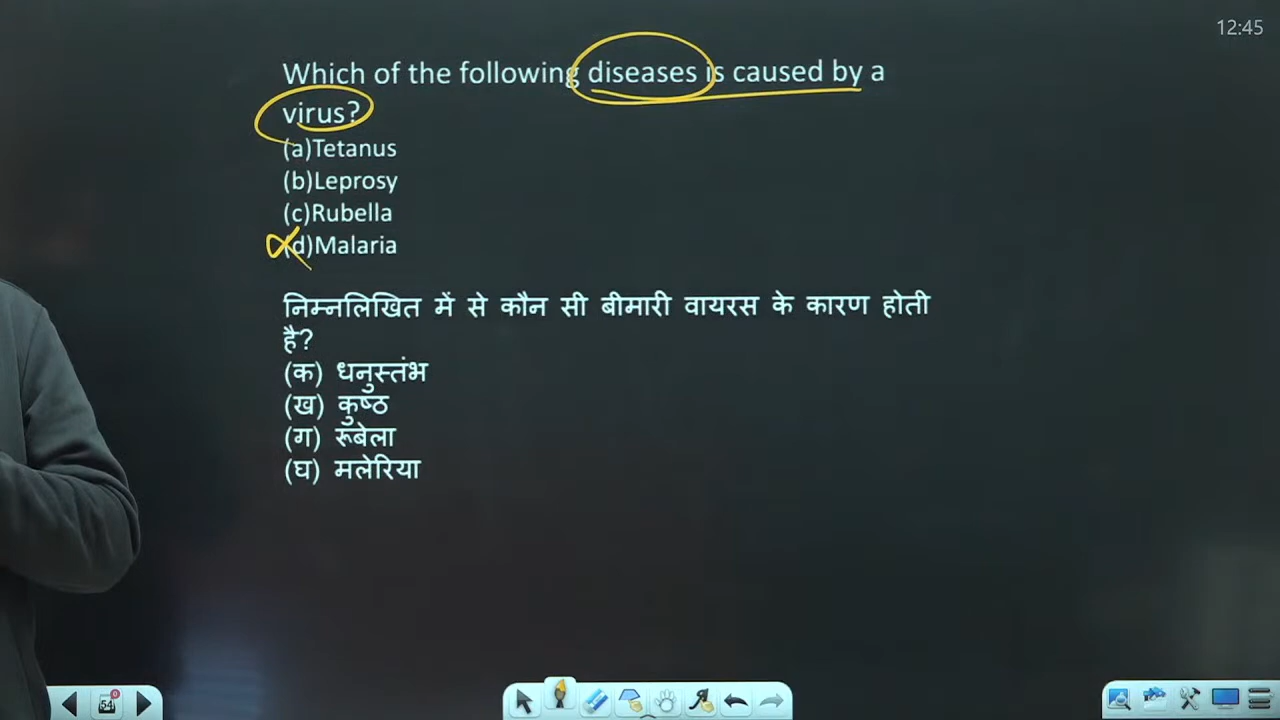 12:45
Which of the following diseases is caused by a
virus?
(a)Tetanus
(b)Leprosy
(c)Rubella
(d)Malaria
निम्नलिखित में से कौन सी बीमारी वायरस के कारण होती
है?
(क) धनुस्तंभ
(ख) कुष्ठ
(ग) रूबेला
(घ) मलेरिया
54
0